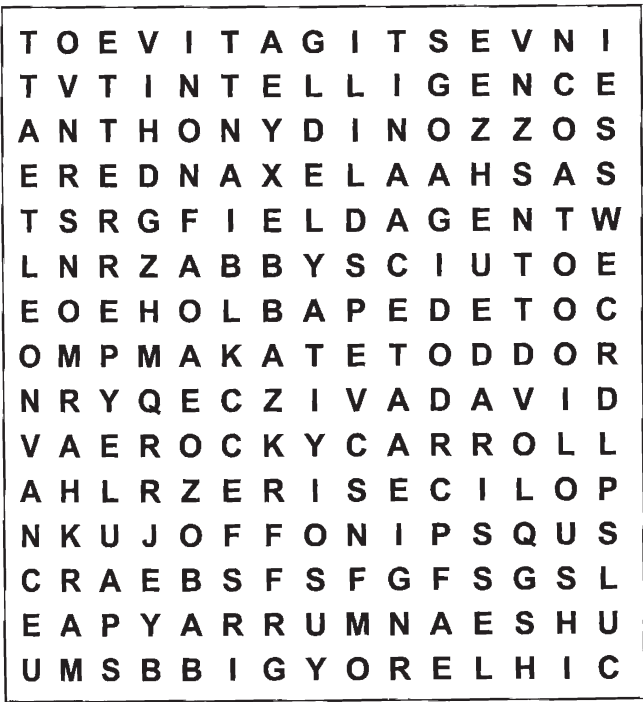 T O E V I T A G I T S E V N I
T V T I N T E L L I G E N C E
A N T H O N Y D I N O Z Z O S
E R E D N A X E L A A H S A S
T S R G F I E L D A G E N T W
L N R Z A B B Y S C I U T O E
E O E H O L B A P E D E T O C
O M P M A K A T E T O D D O R
N R Y Q E C Z I V A D A V I D
V A E R O C K Y C A R R O L L
A H L R Z E R I S E C I L O P
N K U J O F F O N I P S Q U S
C R A E B S F S F G F S G S L
E A P Y A R R U M N A E S H U
U M S B B I G Y O R E L H I C